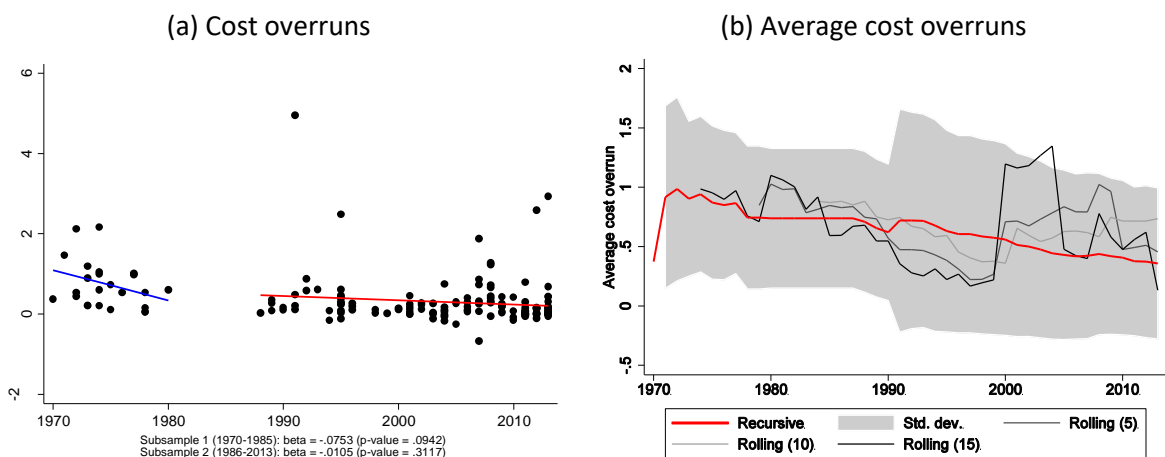 (a) Cost overruns
(b) Average cost overruns
6
4
2
0
-2
1970 1980 1990 2000 2010
Subsample 1 (1970-1985): beta = -.0753 (p-value = .0942)
Subsample 2 (1986-2013): beta = -.0105 (p-value = .3117)
Average cost overrun
2
1.5
1
.5
0
-.5
1970 1980 1990 2000 2010
Recursive Std. dev. Rolling (5)
Rolling (10) Rolling (15)